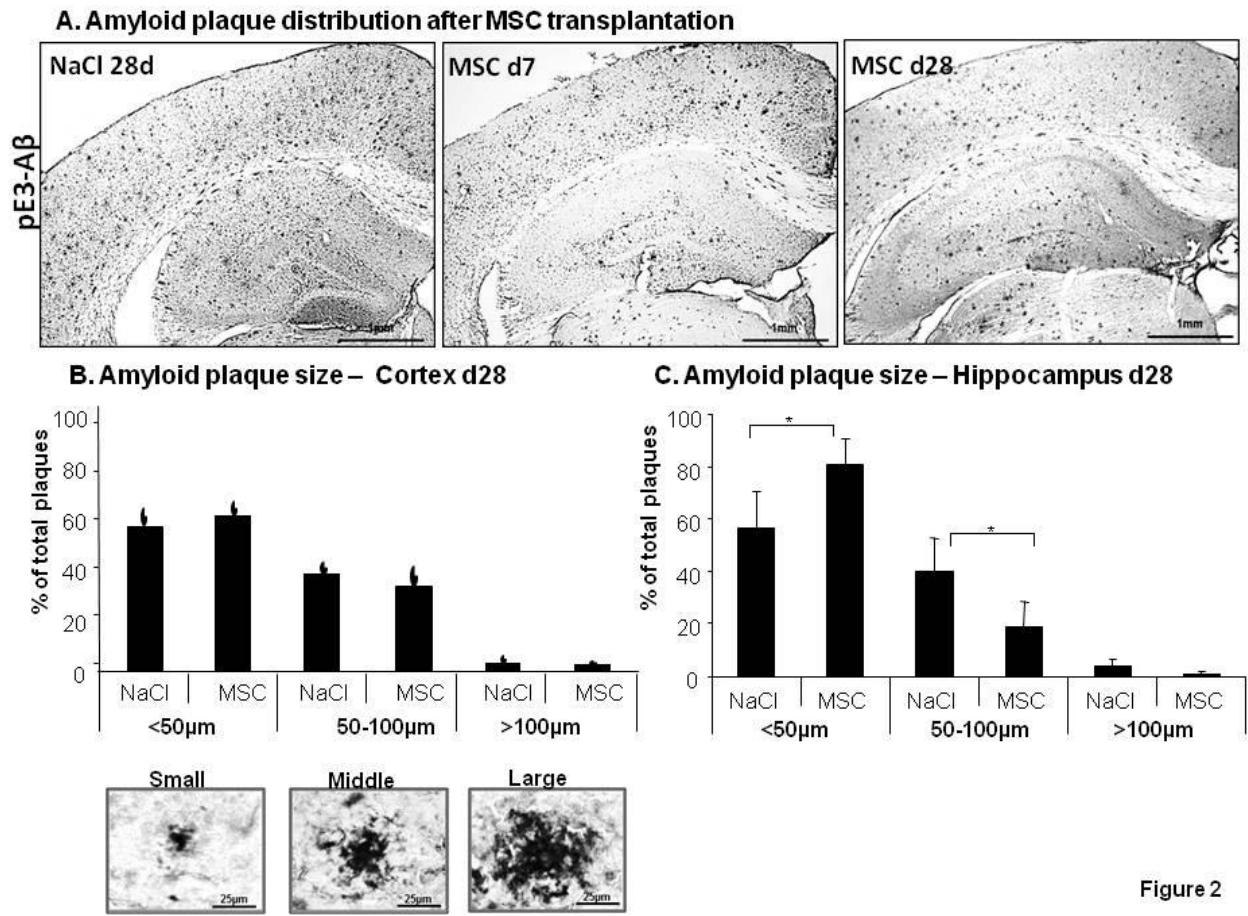 A. Amyloid plaque distribution after MSC transplantation
NaCl 28d
MSC d7
MSC d28
pE3-Aβ
1mm
1mm
1mm
B. Amyloid plaque size – Cortex d28
C. Amyloid plaque size – Hippocampus d28
% of total plaques
100
80
60
40
20
0
NaCl MSC NaCl MSC NaCl MSC
<50µm 50-100µm >100µm
% of total plaques
100
80
60
40
20
0
*
*
NaCl MSC NaCl MSC NaCl MSC
<50µm 50-100µm >100µm
Small Middle Large
25µm 25µm 25µm
Figure 2